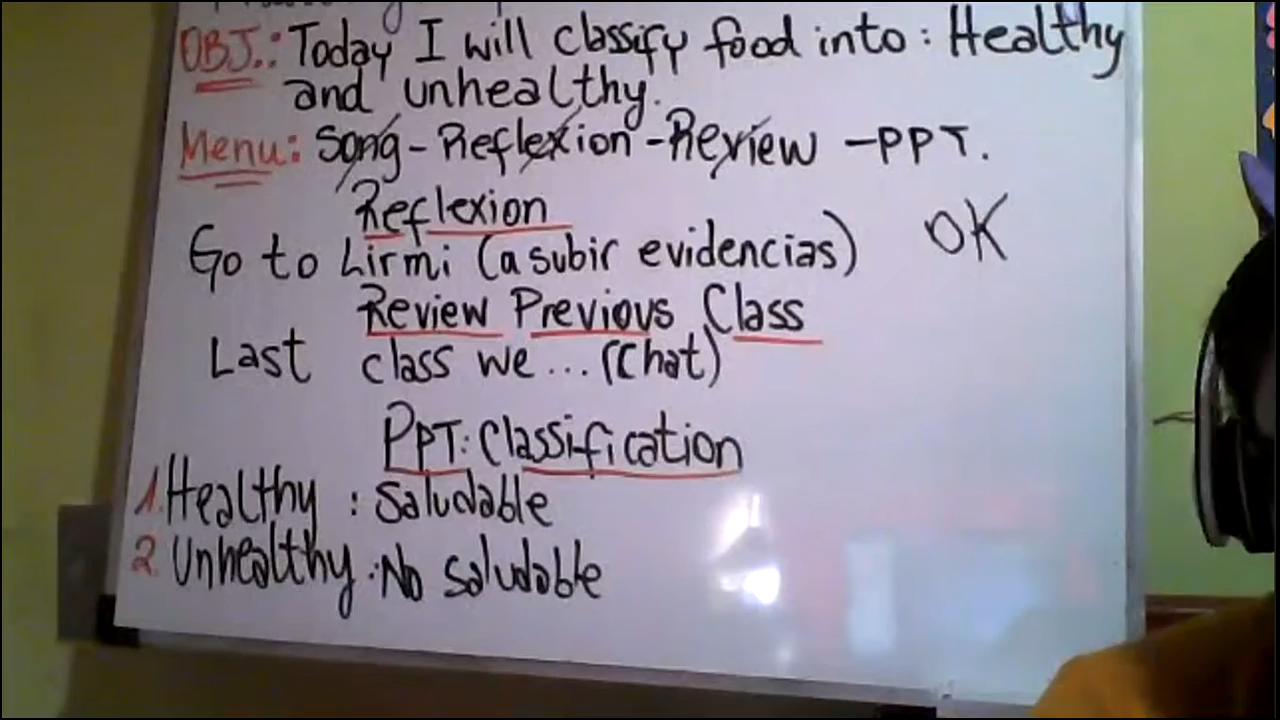 OBJ.: Today I will classify food into: Healthy
and unhealthy.
Menu: Song - Reflexion - Review - PPT.
Reflexion
Go to Lirmi (a subir evidencias) OK
Review Previous Class
Last class we... (Chat)
PPT: Classification
1. Healthy : Saludable
2. Unhealthy : No saludable